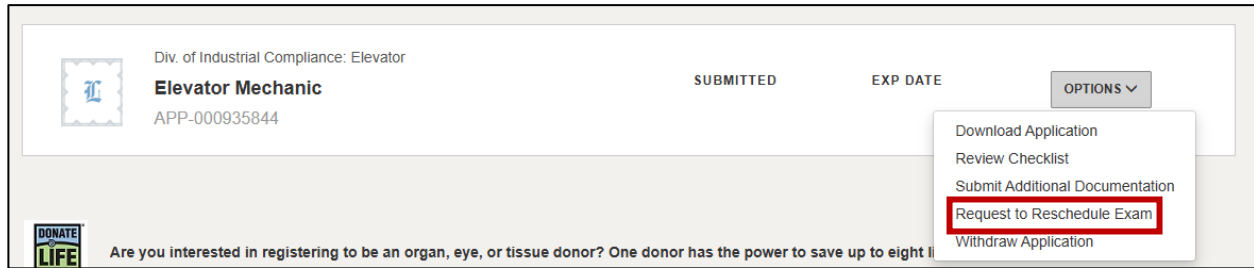 Div. of Industrial Compliance: Elevator
L
Elevator Mechanic
SUBMITTED
EXP DATE
OPTIONS
APP-000935844
Download Application
Review Checklist
Submit Additional Documentation
Request to Reschedule Exam
Withdraw Application
DONATE
LIFE
Are you interested in registering to be an organ, eye, or tissue donor? One donor has the power to save up to eight